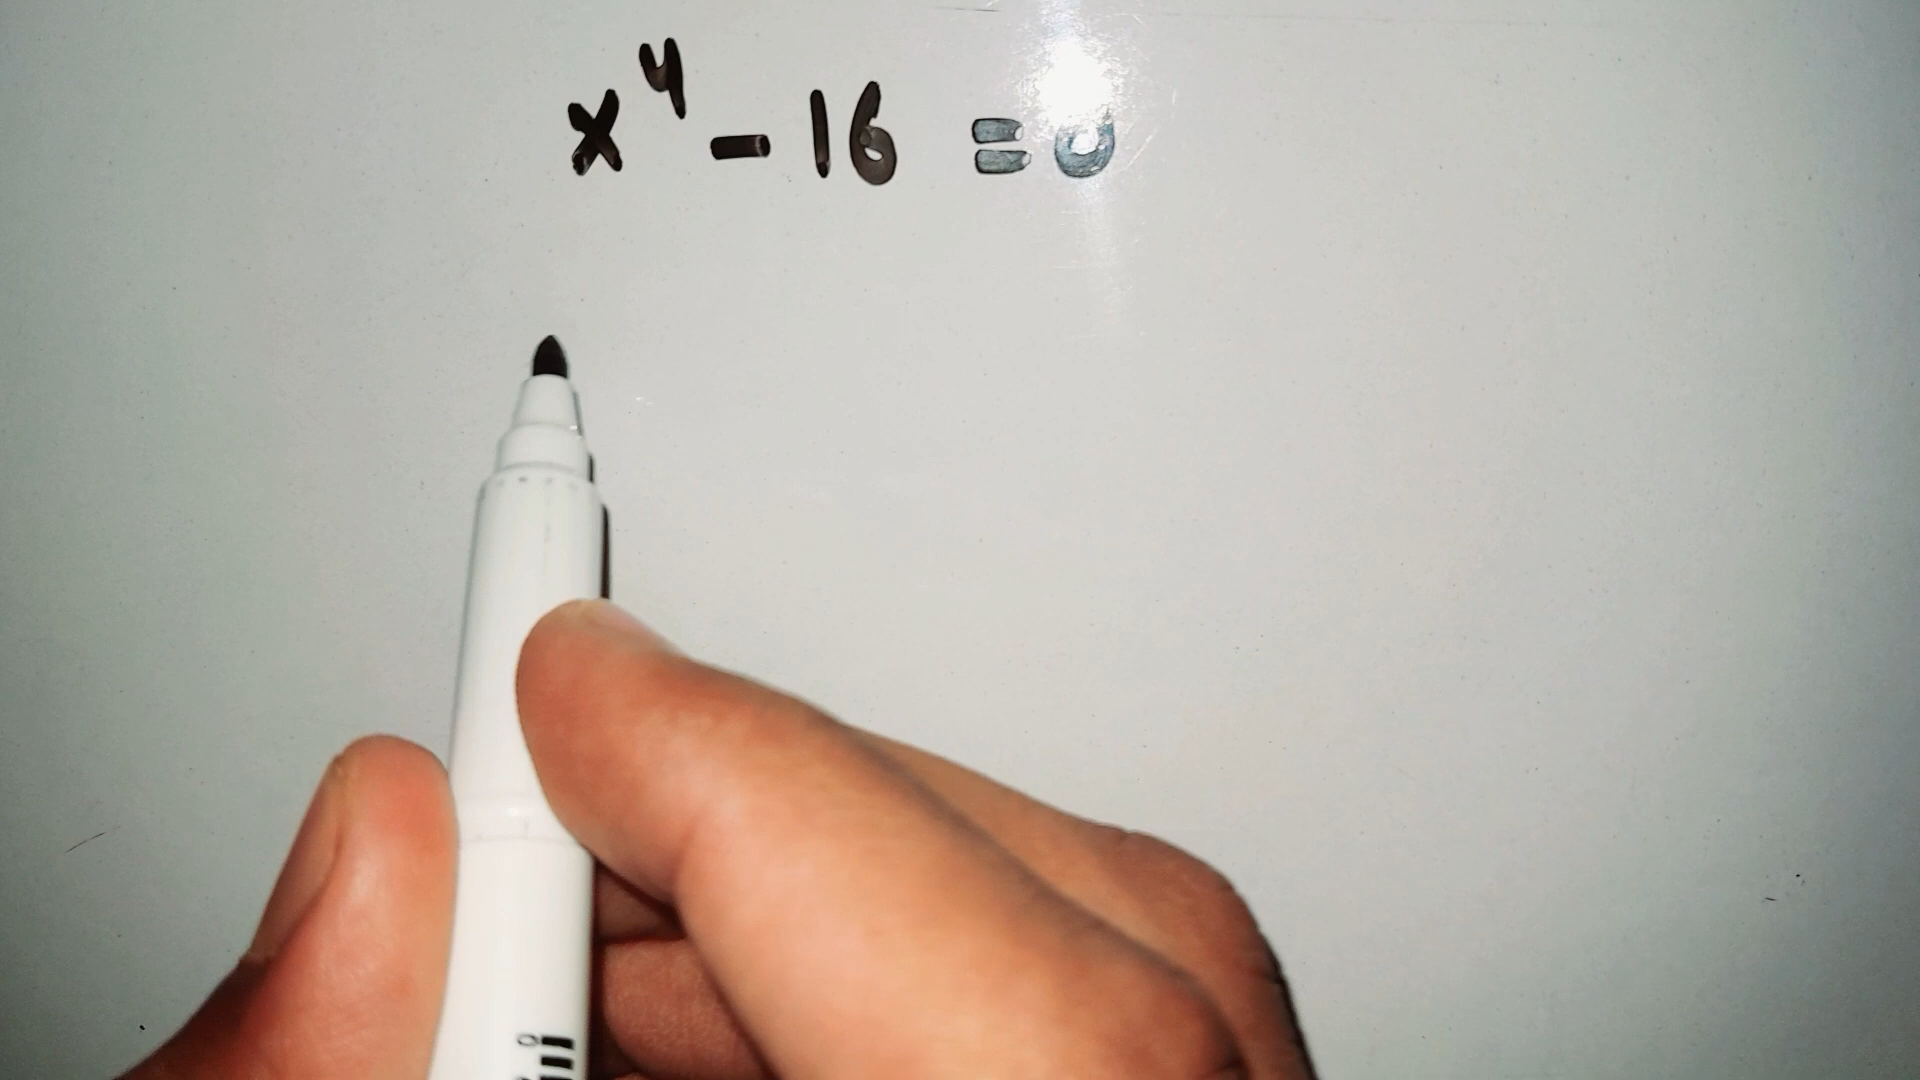 x⁴ - 16 = 0